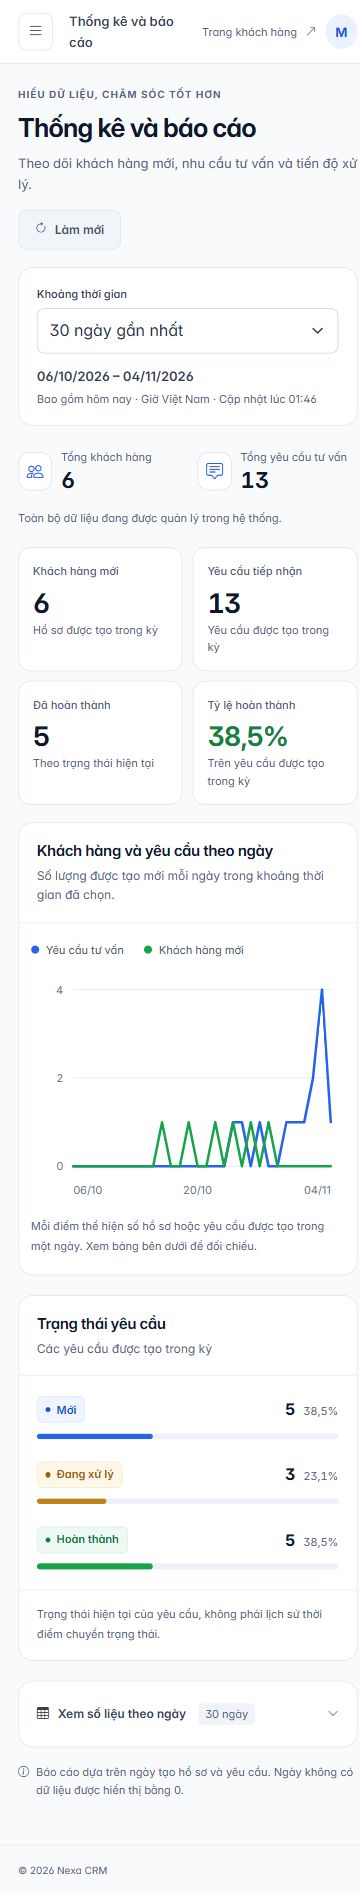 Thống kê và báo
cáo
Trang khách hàng ↗
M
HIỂU DỮ LIỆU, CHĂM SÓC TỐT HƠN
Thống kê và báo cáo
Theo dõi khách hàng mới, nhu cầu tư vấn và tiến độ xử
lý.
Làm mới
Khoảng thời gian
30 ngày gần nhất
06/10/2026 – 04/11/2026
Bao gồm hôm nay · Giờ Việt Nam · Cập nhật lúc 01:46
Tổng khách hàng
6
Tổng yêu cầu tư vấn
13
Toàn bộ dữ liệu đang được quản lý trong hệ thống.
Khách hàng mới
6
Hồ sơ được tạo trong kỳ
Yêu cầu tiếp nhận
13
Yêu cầu được tạo trong
kỳ
Đã hoàn thành
5
Theo trạng thái hiện tại
Tỷ lệ hoàn thành
38,5%
Trên yêu cầu được tạo
trong kỳ
Khách hàng và yêu cầu theo ngày
Số lượng được tạo mới mỗi ngày trong khoảng thời
gian đã chọn.
Yêu cầu tư vấn Khách hàng mới
4
2
0
06/10 20/10 04/11
Mỗi điểm thể hiện số hồ sơ hoặc yêu cầu được tạo trong
một ngày. Xem bảng bên dưới để đối chiếu.
Trạng thái yêu cầu
Các yêu cầu được tạo trong kỳ
Mới 5 38,5%
Đang xử lý 3 23,1%
Hoàn thành 5 38,5%
Trạng thái hiện tại của yêu cầu, không phải lịch sử thời
điểm chuyển trạng thái.
Xem số liệu theo ngày 30 ngày
Báo cáo dựa trên ngày tạo hồ sơ và yêu cầu. Ngày không có
dữ liệu được hiển thị bằng 0.
© 2026 Nexa CRM